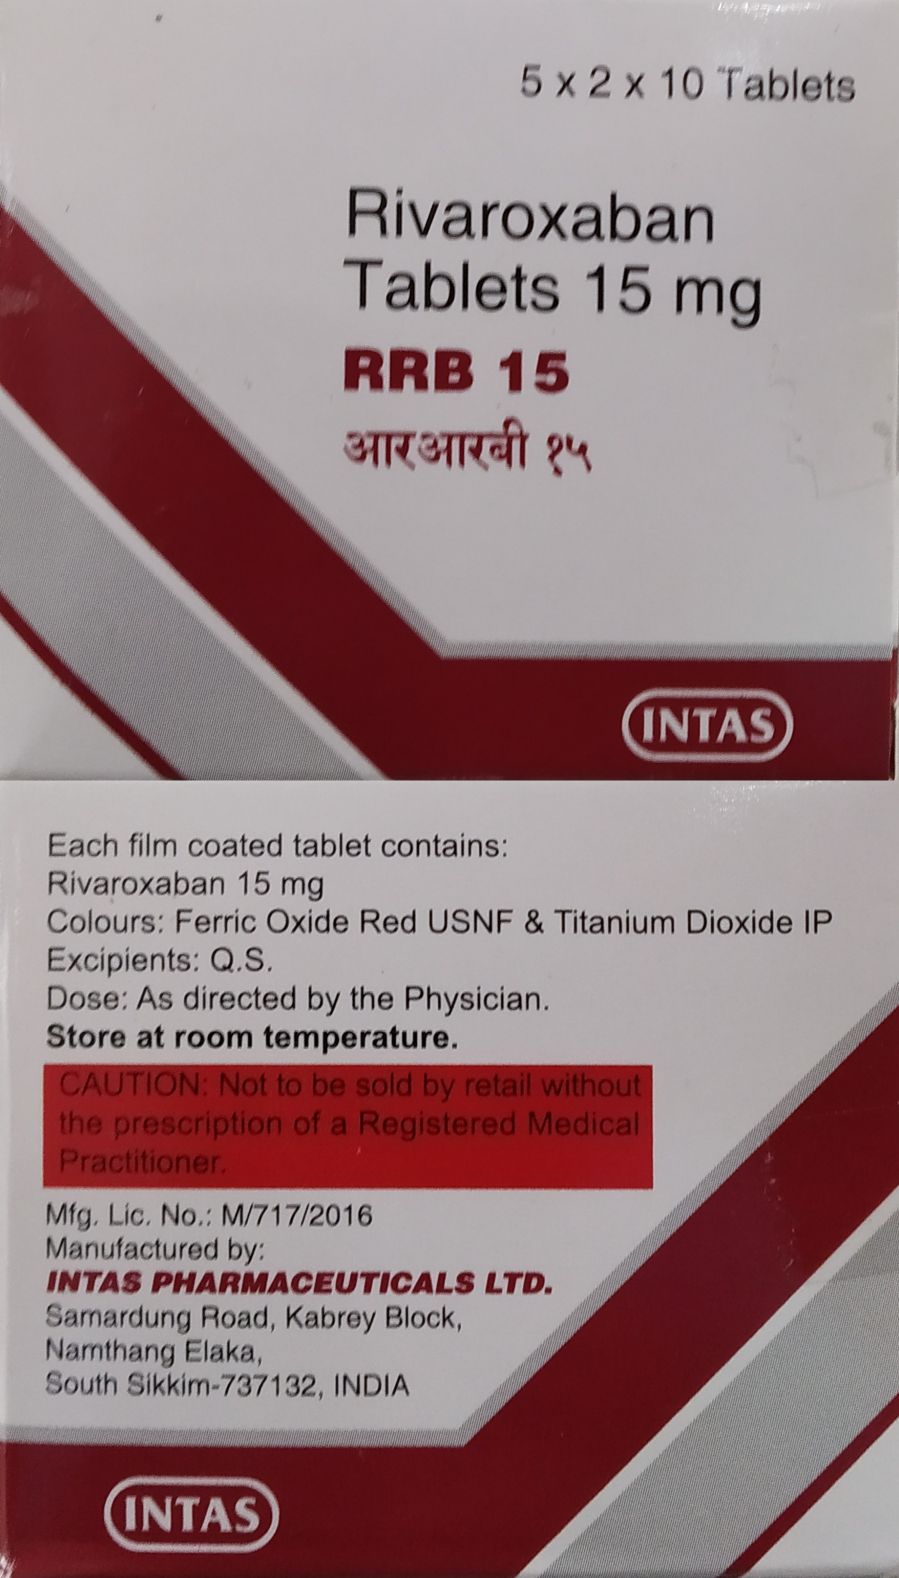 5 x 2 x 10 Tablets
Rivaroxaban
Tablets 15 mg
RRB 15
आरआरबी १५
INTAS
Each film coated tablet contains:
Rivaroxaban 15 mg
Colours: Ferric Oxide Red USNF & Titanium Dioxide IP
Excipients: Q.S.
Dose: As directed by the Physician.
Store at room temperature.
CAUTION: Not to be sold by retail without
the prescription of a Registered Medical
Practitioner.
Mfg. Lic. No.: M/717/2016
Manufactured by:
INTAS PHARMACEUTICALS LTD.
Samardung Road, Kabrey Block,
Namthang Elaka,
South Sikkim-737132, INDIA
INTAS